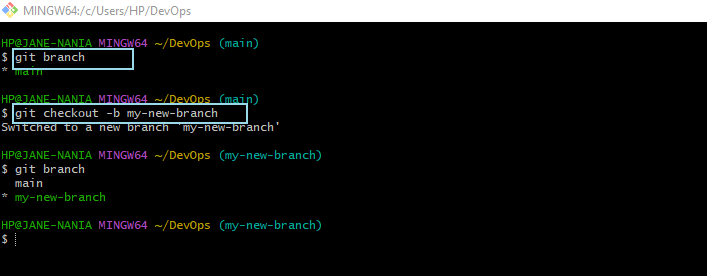 MINGW64:/c/Users/HP/DevOps
HP@JANE-NANIA MINGW64 ~/DevOps (main)
$ git branch
* main
HP@JANE-NANIA MINGW64 ~/DevOps (main)
$ git checkout -b my-new-branch
Switched to a new branch 'my-new-branch'
HP@JANE-NANIA MINGW64 ~/DevOps (my-new-branch)
$ git branch
main
* my-new-branch
HP@JANE-NANIA MINGW64 ~/DevOps (my-new-branch)
$